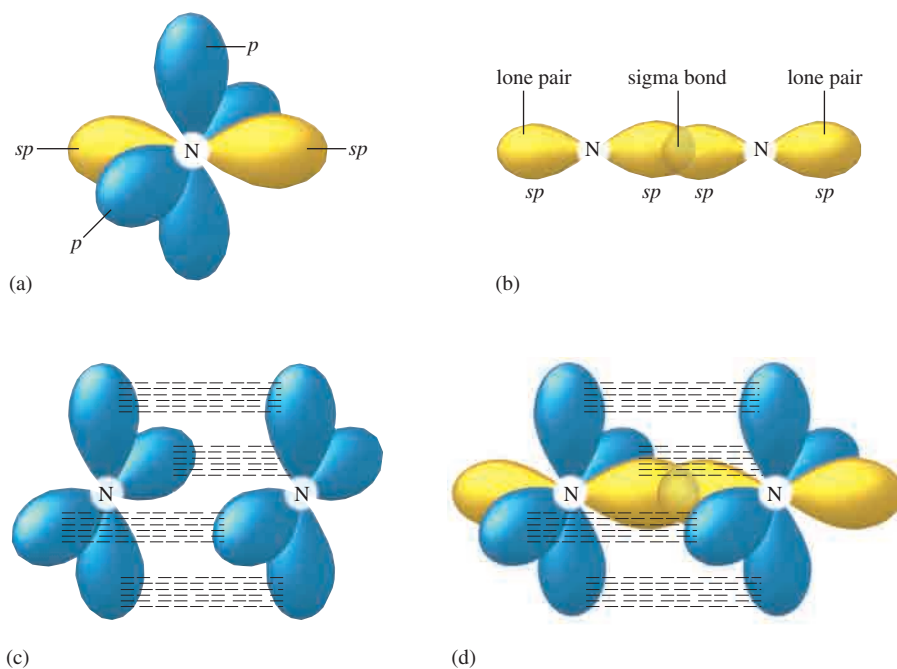 p
lone pair sigma bond lone pair
sp N sp N N
p sp sp sp sp
(a) (b)
N N N N
(c) (d)